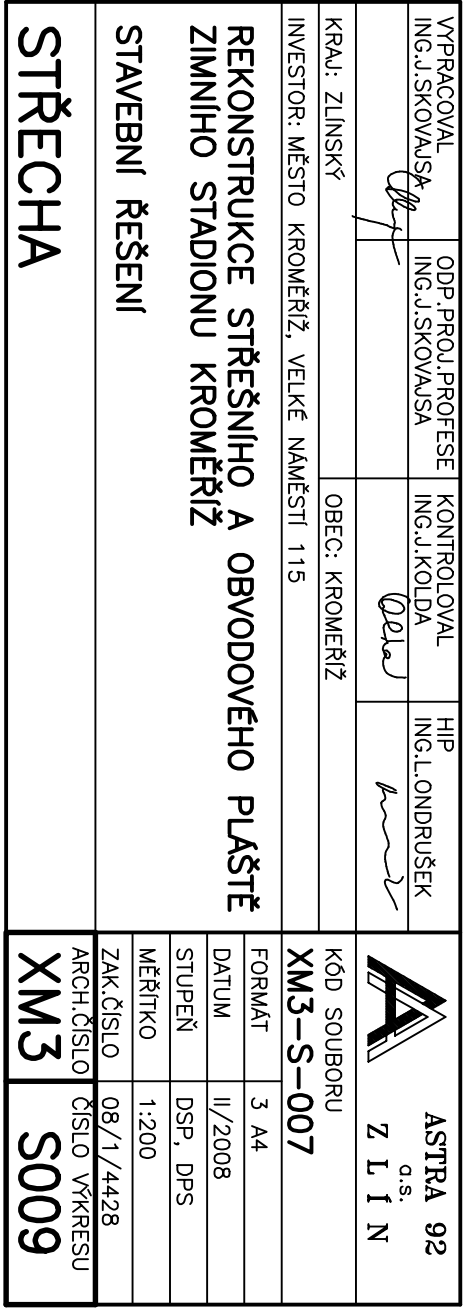 VYPRACOVAL
ING.J.SKOVAJSA
ODP.PROJ.PROFESE
ING.J.SKOVAJSA
KONTROLOVAL
ING.J.KOLDA
HIP
ING.L.ONDRUŠEK
ASTRA 92
a.s.
ZLÍN
KRAJ: ZLÍNSKÝ
OBEC: KROMĚŘÍŽ
INVESTOR: MĚSTO KROMĚŘÍŽ, VELKÉ NÁMĚSTÍ 115
KÓD SOUBORU
XM3-S-007
REKONSTRUKCE STŘEŠNÍHO A OBVODOVÉHO PLÁŠTĚ
ZIMNÍHO STADIONU KROMĚŘÍŽ
FORMÁT 3 A4
DATUM II/2008
STUPEŇ DSP, DPS
MĚŘÍTKO 1:200
STAVEBNÍ ŘEŠENÍ
ZAK.ČÍSLO 08/1/4428
STŘECHA
ARCH.ČÍSLO
XM3
ČÍSLO VÝKRESU
S009